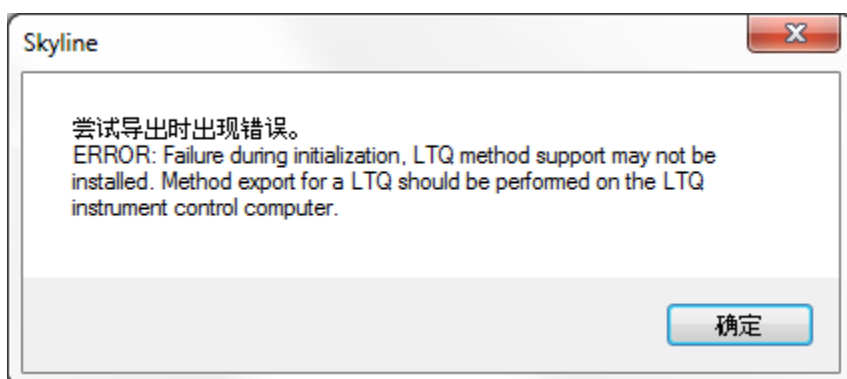 Skyline
尝试导出时出现错误。
ERROR: Failure during initialization, LTQ method support may not be
installed. Method export for a LTQ should be performed on the LTQ
instrument control computer.
确定